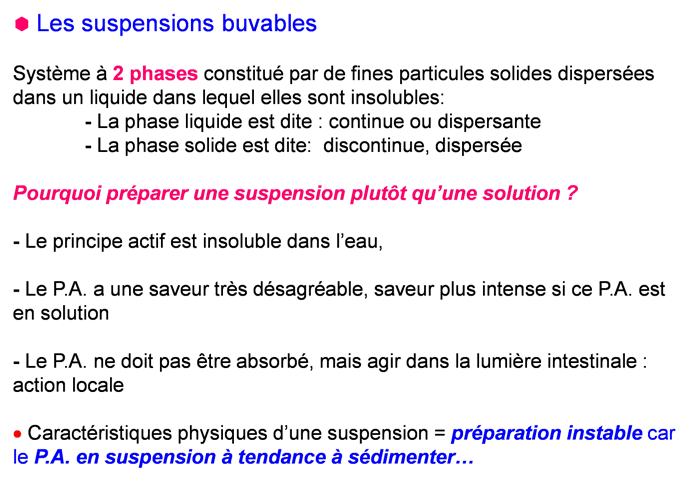 Les suspensions buvables
Système à 2 phases constitué par de fines particules solides dispersées
dans un liquide dans lequel elles sont insolubles:
- La phase liquide est dite : continue ou dispersante
- La phase solide est dite: discontinue, dispersée
Pourquoi préparer une suspension plutôt qu'une solution ?
- Le principe actif est insoluble dans l'eau,
- Le P.A. a une saveur très désagréable, saveur plus intense si ce P.A. est
en solution
- Le P.A. ne doit pas être absorbé, mais agir dans la lumière intestinale :
action locale
• Caractéristiques physiques d'une suspension = préparation instable car
le P.A. en suspension à tendance à sédimenter…